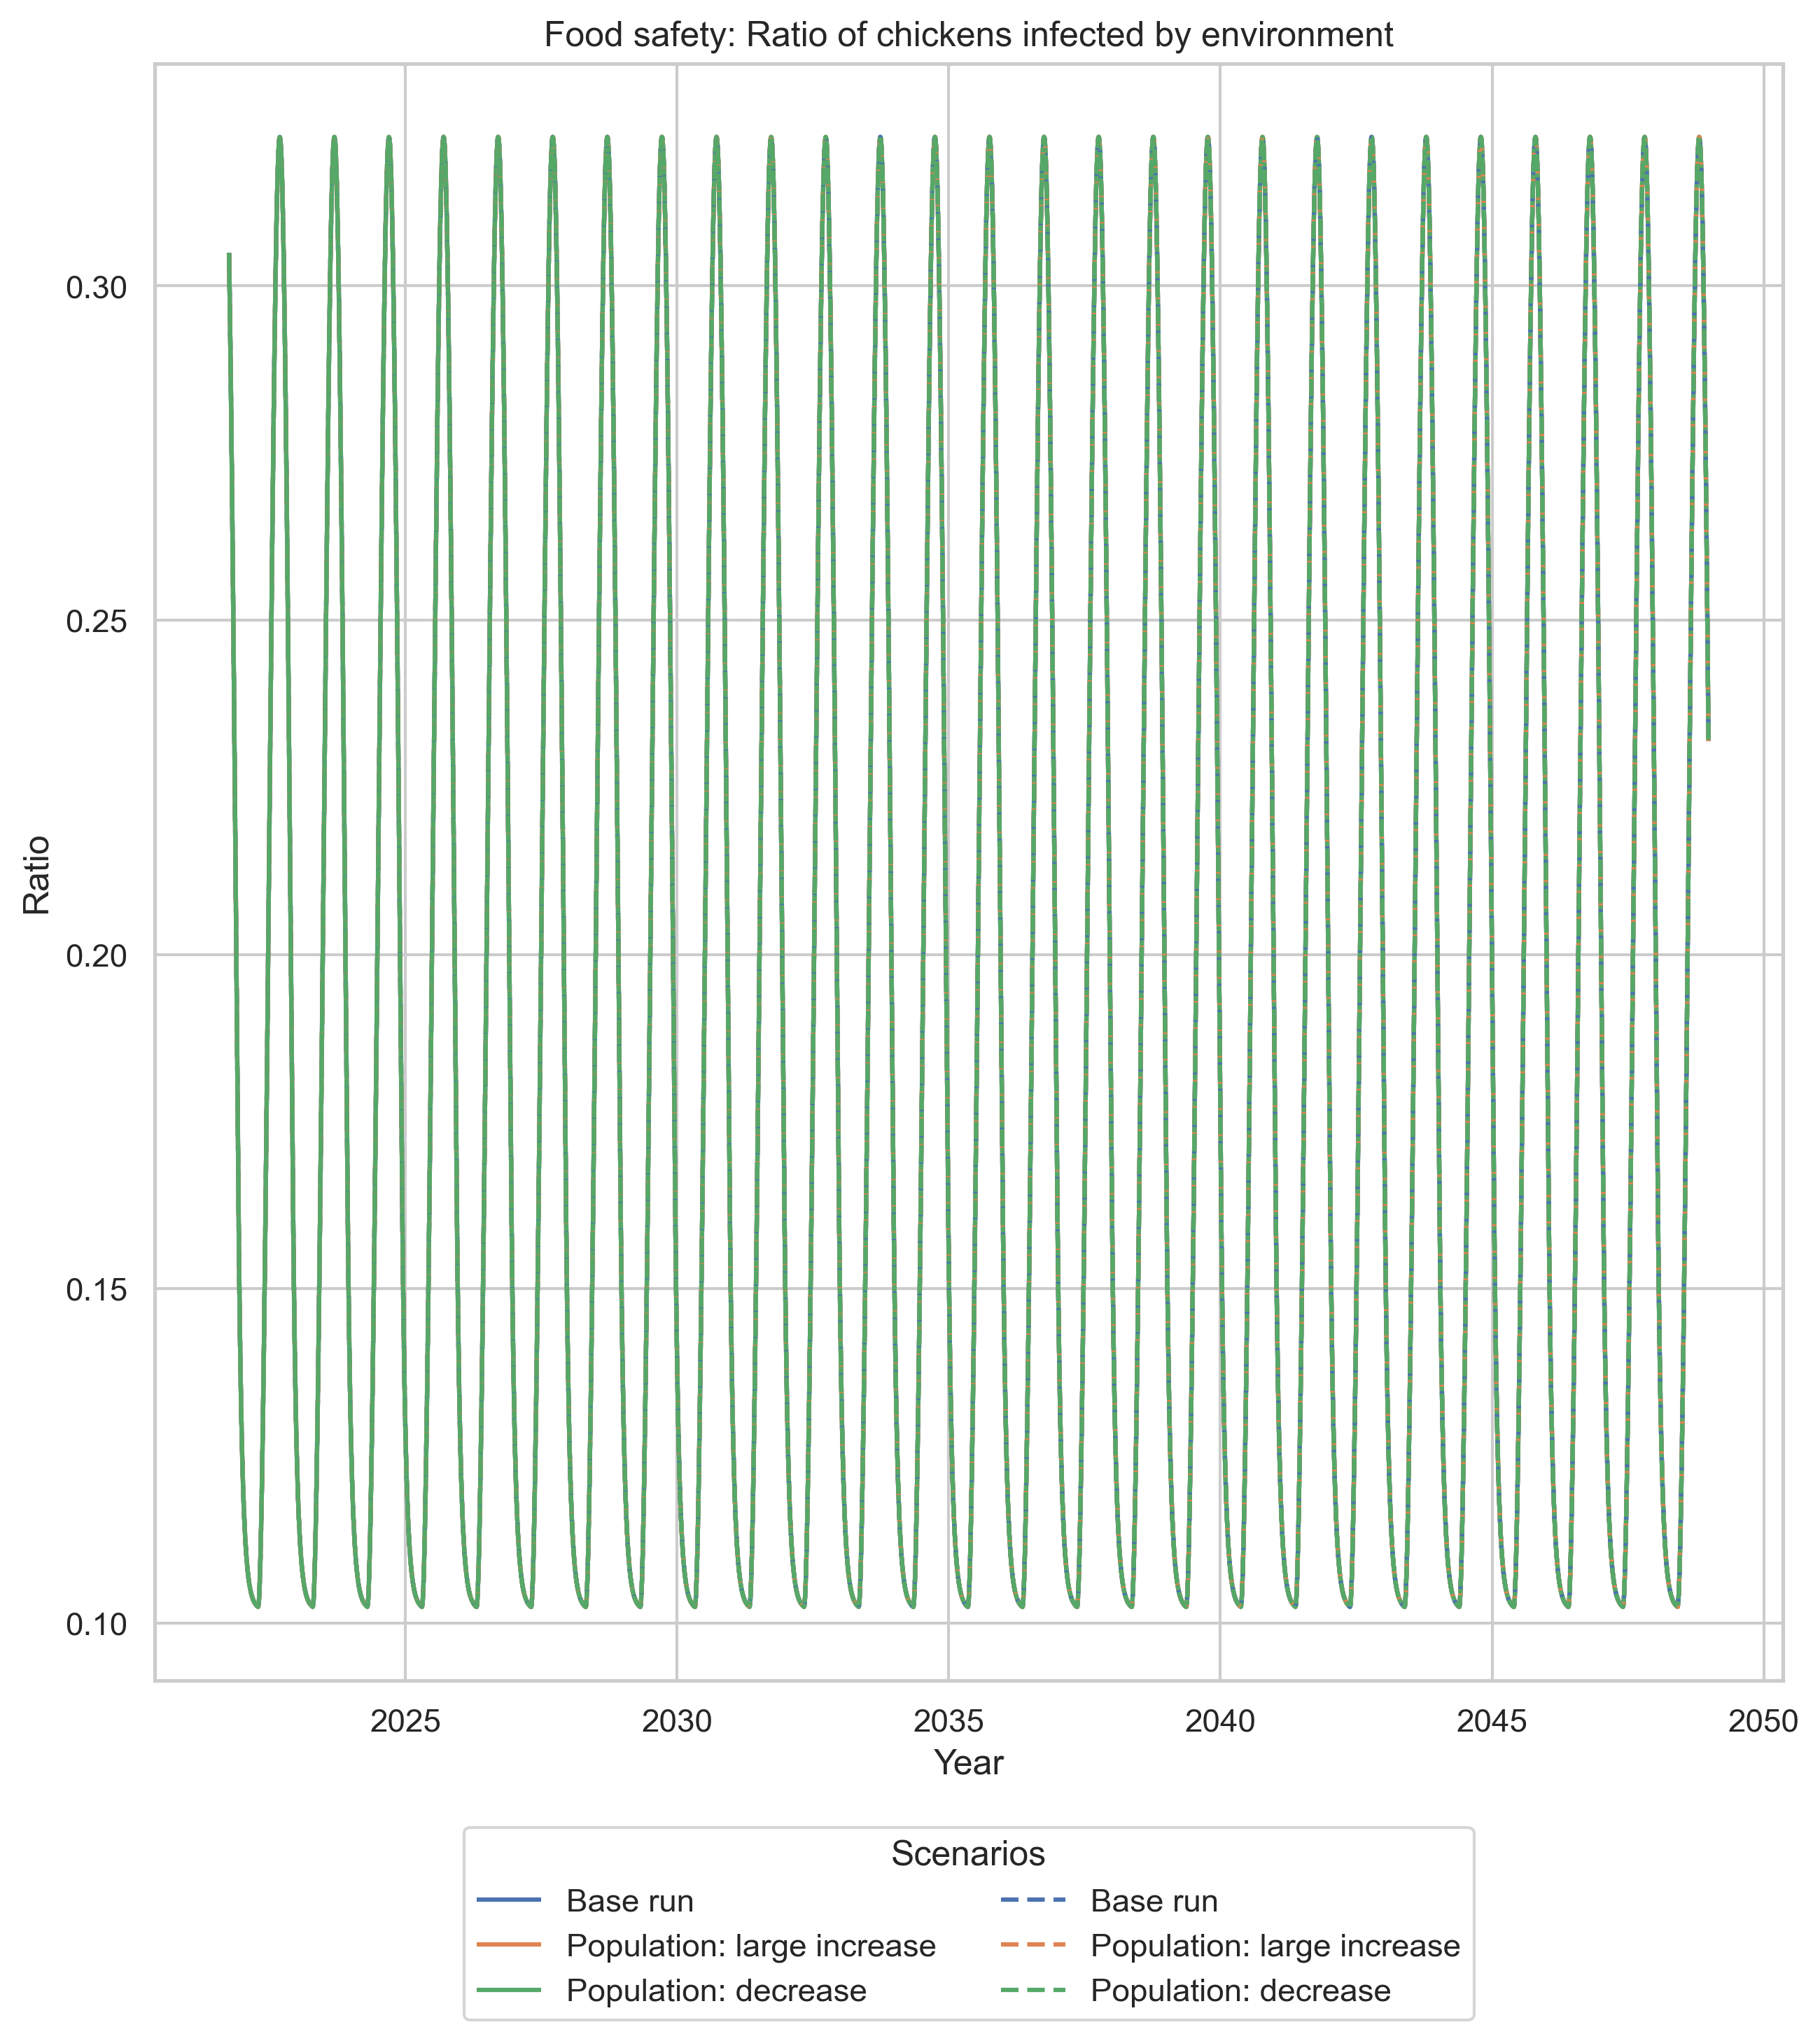 Food safety: Ratio of chickens infected by environment
0.30
0.25
0.20
0.15
0.10
Ratio
2025 2030 2035 2040 2045 2050
Year
Scenarios
Base run Base run
Population: large increase Population: large increase
Population: decrease Population: decrease